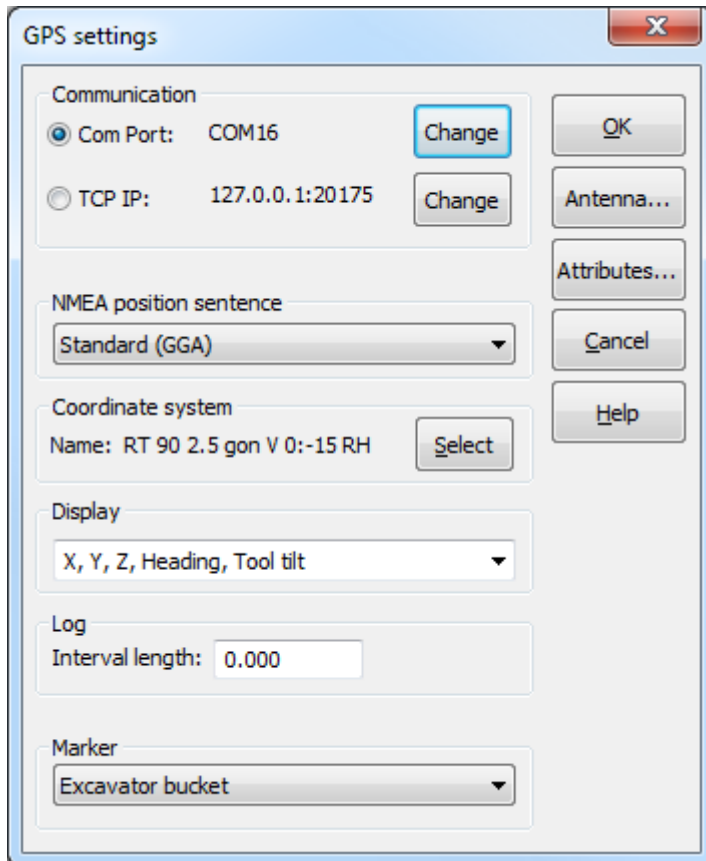 GPS settings
Communication
Com Port: COM16 Change
TCP IP: 127.0.0.1:20175 Change
NMEA position sentence
Standard (GGA)
Coordinate system
Name: RT 90 2.5 gon V 0:-15 RH Select
Display
X, Y, Z, Heading, Tool tilt
Log
Interval length: 0.000
Marker
Excavator bucket
OK
Antenna...
Attributes...
Cancel
Help